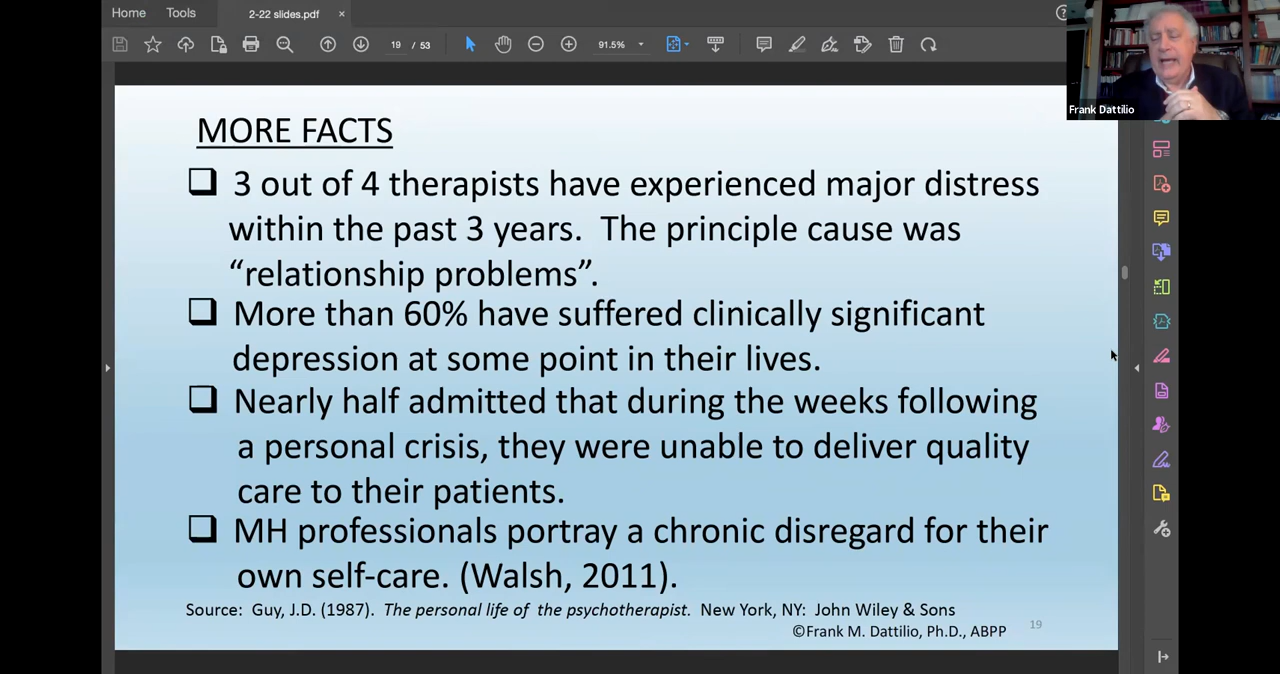 Home Tools 2-22 slides.pdf ×
19 / 53 91.5%
Frank Dattilio
MORE FACTS
3 out of 4 therapists have experienced major distress
within the past 3 years. The principle cause was
“relationship problems”.
More than 60% have suffered clinically significant
depression at some point in their lives.
Nearly half admitted that during the weeks following
a personal crisis, they were unable to deliver quality
care to their patients.
MH professionals portray a chronic disregard for their
own self-care. (Walsh, 2011).
Source: Guy, J.D. (1987). The personal life of the psychotherapist. New York, NY: John Wiley & Sons
©Frank M. Dattilio, Ph.D., ABPP
19